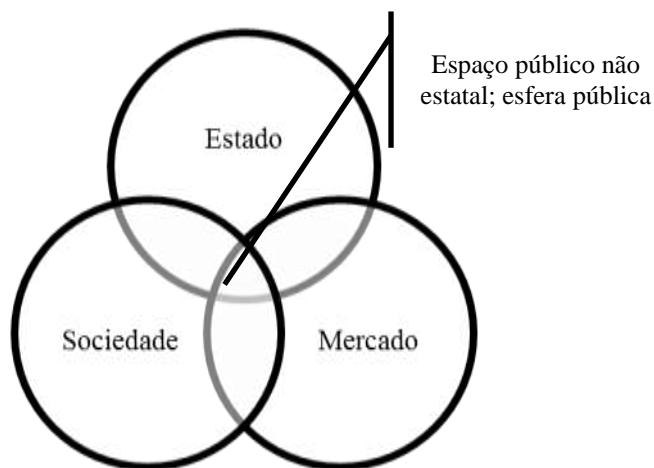 Espaço público não
estatal; esfera pública
Estado
Sociedade
Mercado